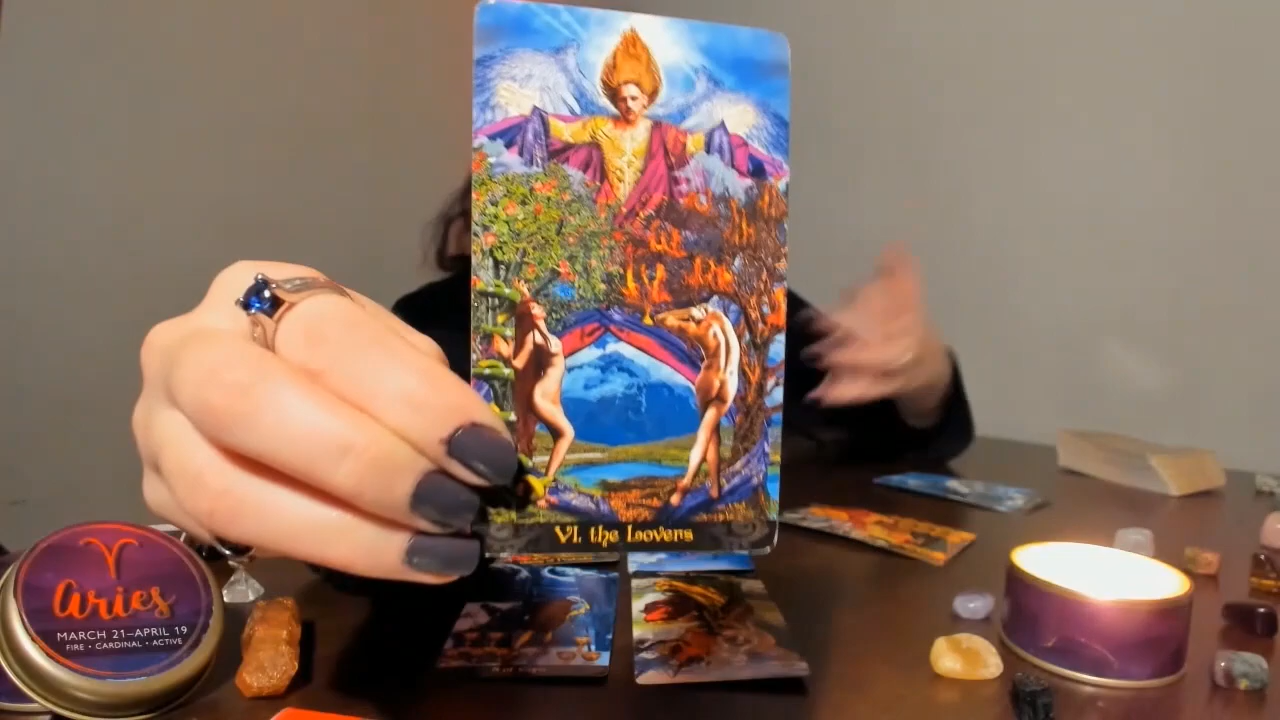 VI. the Lovers
Aries
MARCH 21–APRIL 19
FIRE • CARDINAL • ACTIVE